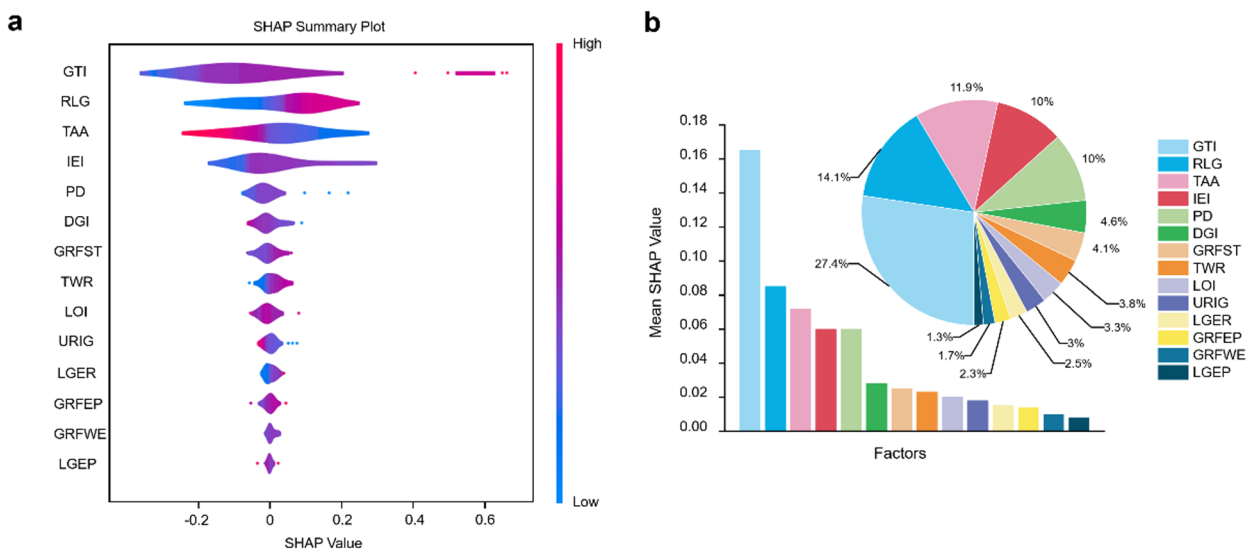 a
SHAP Summary Plot
High
GTI
RLG
TAA
IEI
PD
DGI
GRFST
TWR
LOI
URIG
LGER
GRFEP
GRFWE
LGEP
Low
-0.2
0
0.2
0.4
0.6
SHAP Value
b
Mean SHAP Value
0.18
0.16
0.14
0.12
0.10
0.08
0.06
0.04
0.02
0.00
Factors
11.9%
10%
10%
14.1%
4.6%
4.1%
27.4%
3.8%
3.3%
3%
2.5%
2.3%
1.7%
1.3%
GTI
RLG
TAA
IEI
PD
DGI
GRFST
TWR
LOI
URIG
LGER
GRFEP
GRFWE
LGEP